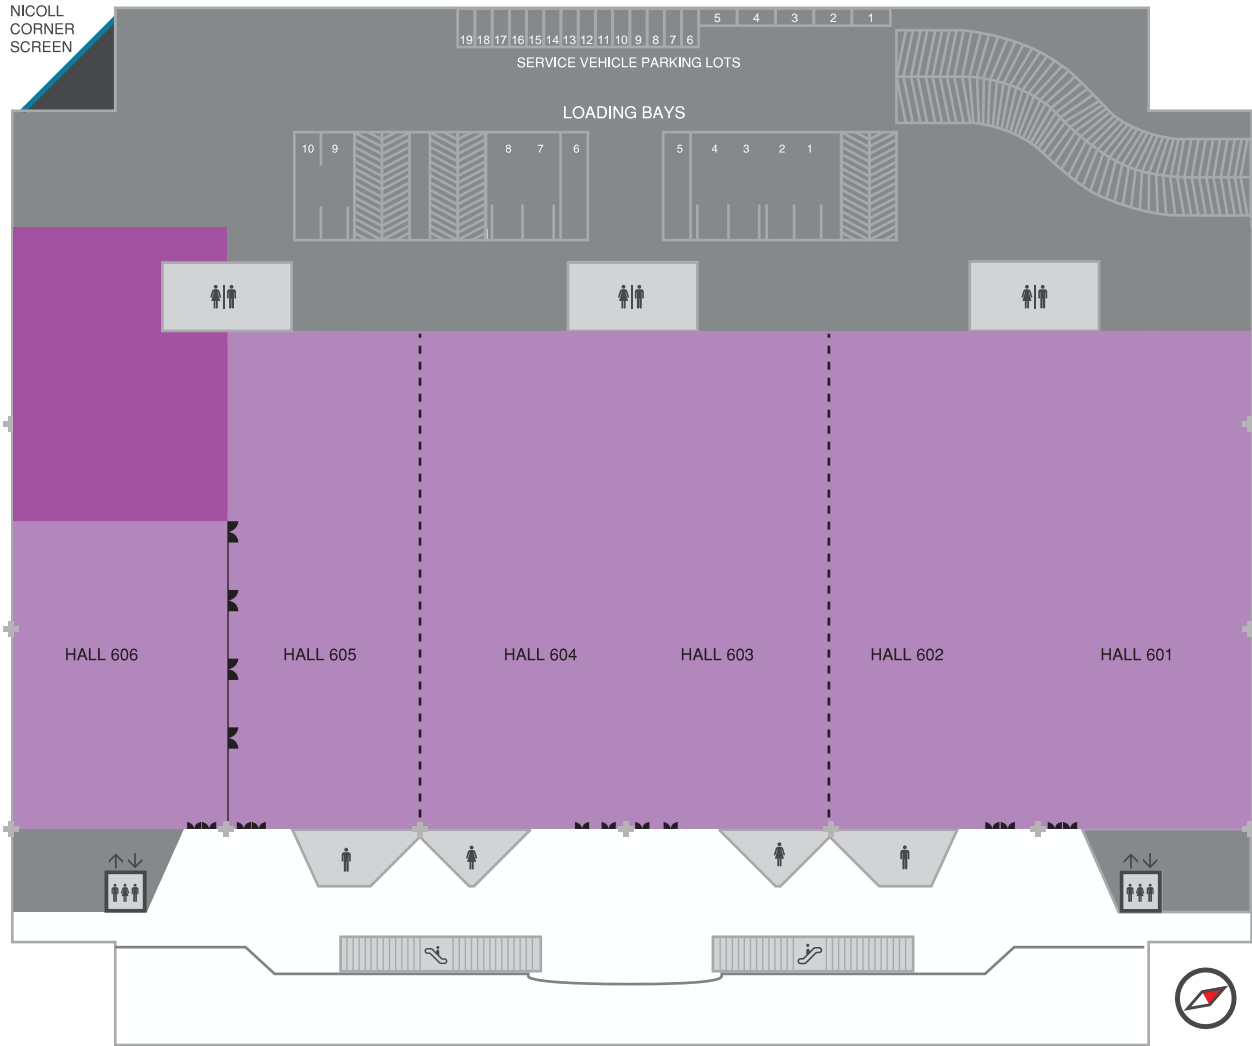 NICOLL
CORNER
SCREEN
5 4 3 2 1
19 18 17 16 15 14 13 12 11 10 9 8 7 6
SERVICE VEHICLE PARKING LOTS
LOADING BAYS
10 9 8 7 6 5 4 3 2 1
HALL 606 HALL 605 HALL 604 HALL 603 HALL 602 HALL 601